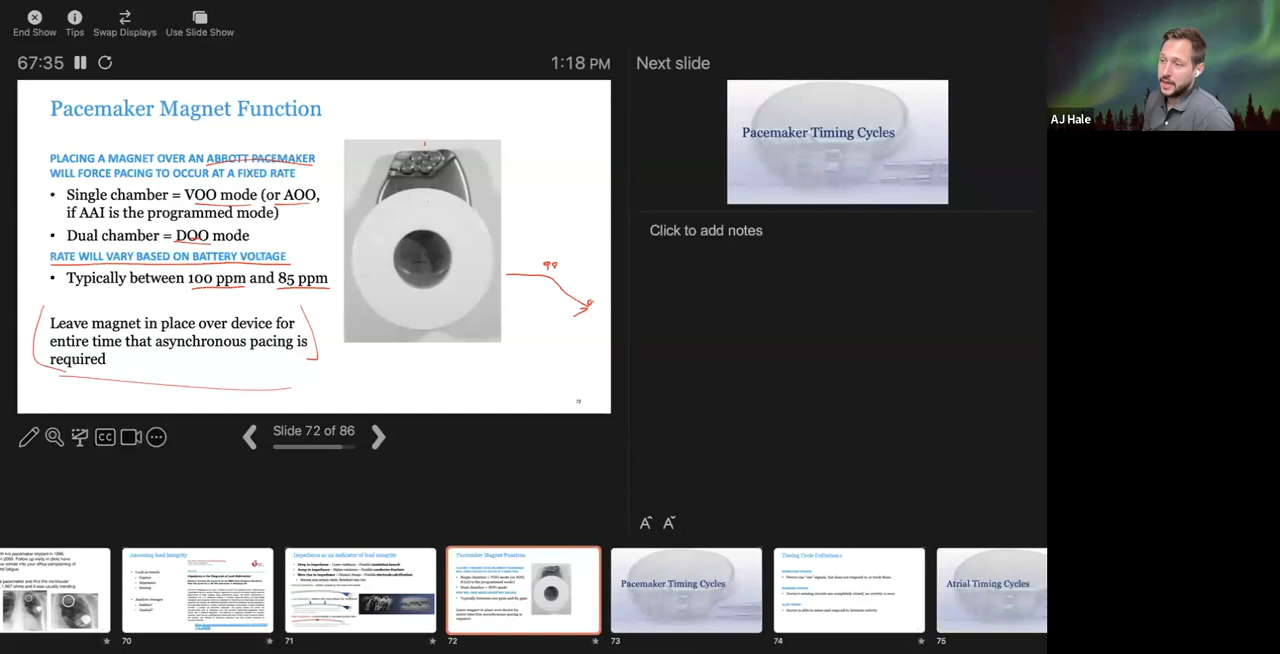 End Show
Tips
Swap Displays
Use Slide Show
67:35
1:18 PM
Next slide
AJ Hale
Pacemaker Magnet Function
PLACING A MAGNET OVER AN ABBOTT PACEMAKER
WILL FORCE PACING TO OCCUR AT A FIXED RATE
• Single chamber = VOO mode (or AOO,
if AAI is the programmed mode)
• Dual chamber = DOO mode
RATE WILL VARY BASED ON BATTERY VOLTAGE
• Typically between 100 ppm and 85 ppm
Leave magnet in place over device for
entire time that asynchronous pacing is
required
72
Pacemaker Timing Cycles
Click to add notes
CC
Slide 72 of 86
A A
Assessing lead integrity
70
Impedance as an indicator of lead integrity
71
Pacemaker Magnet Function
72
Pacemaker Timing Cycles
73
Timing Cycle Definitions
74
Atrial Timing Cycles
75